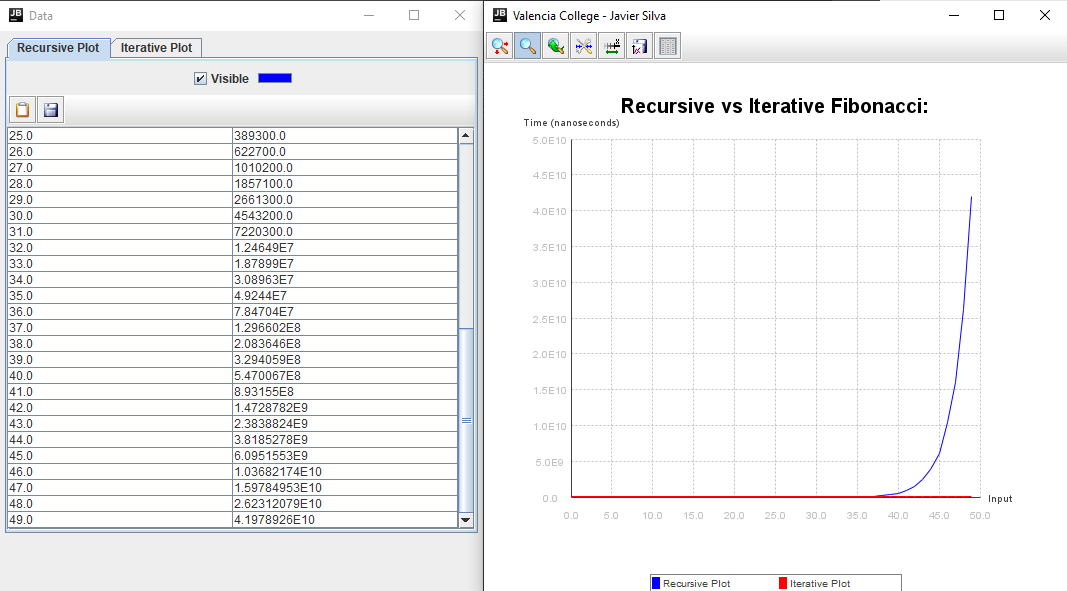 JB Data
Recursive Plot Iterative Plot
Visible
25.0 389300.0
26.0 622700.0
27.0 1010200.0
28.0 1857100.0
29.0 2661300.0
30.0 4543200.0
31.0 7220300.0
32.0 1.24649E7
33.0 1.87899E7
34.0 3.08963E7
35.0 4.9244E7
36.0 7.84704E7
37.0 1.296602E8
38.0 2.083646E8
39.0 3.294059E8
40.0 5.470067E8
41.0 8.93155E8
42.0 1.4728782E9
43.0 2.3838824E9
44.0 3.8185278E9
45.0 6.0951553E9
46.0 1.03682174E10
47.0 1.59784953E10
48.0 2.62312079E10
49.0 4.1978926E10
JB Valencia College - Javier Silva
Recursive vs Iterative Fibonacci:
Time (nanoseconds)
5.0E10
4.5E10
4.0E10
3.5E10
3.0E10
2.5E10
2.0E10
1.5E10
1.0E10
5.0E9
0.0
Input
0.0 5.0 10.0 15.0 20.0 25.0 30.0 35.0 40.0 45.0 50.0
Recursive Plot Iterative Plot